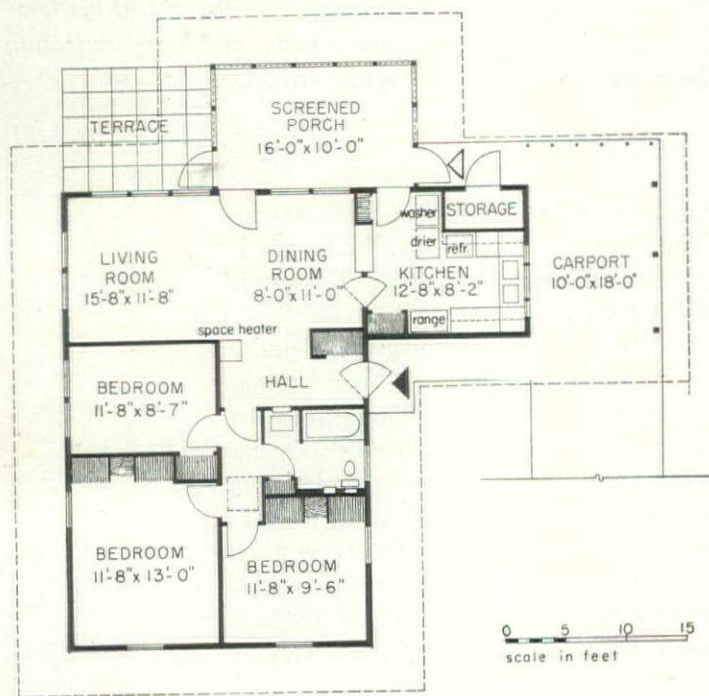 SCREENED
PORCH
16'-0" x 10'-0"
TERRACE
washer
STORAGE
drier
refr.
LIVING
ROOM
15'-8" x 11'-8"
DINING
ROOM
8'-0" x 11'-0"
KITCHEN
12'-8" x 8'-2"
CARPORT
10'-0" x 18'-0"
range
space heater
HALL
BEDROOM
11'-8" x 8'-7"
BEDROOM
11'-8" x 13'-0"
BEDROOM
11'-8" x 9'-6"
0 5 10 15
scale in feet